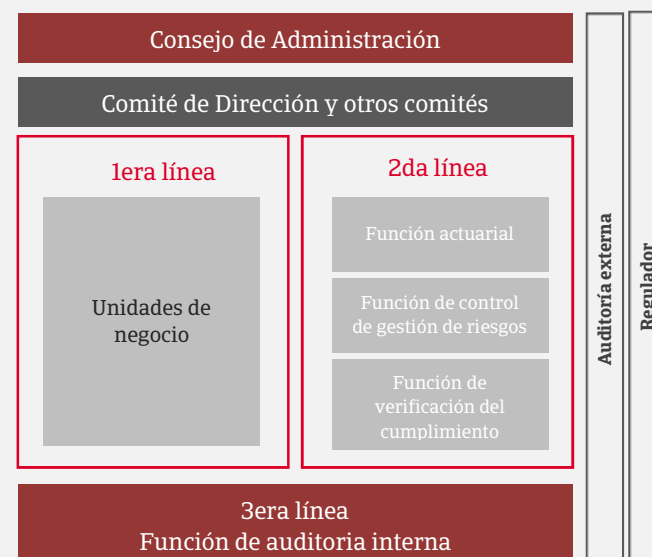 Consejo de Administración
Comité de Dirección y otros comités
1era línea
Unidades de
negocio
2da línea
Función actuarial
Función de control
de gestión de riesgos
Función de
verificación del
cumplimiento
3era línea
Función de auditoria interna
Auditoría externa
Regulador